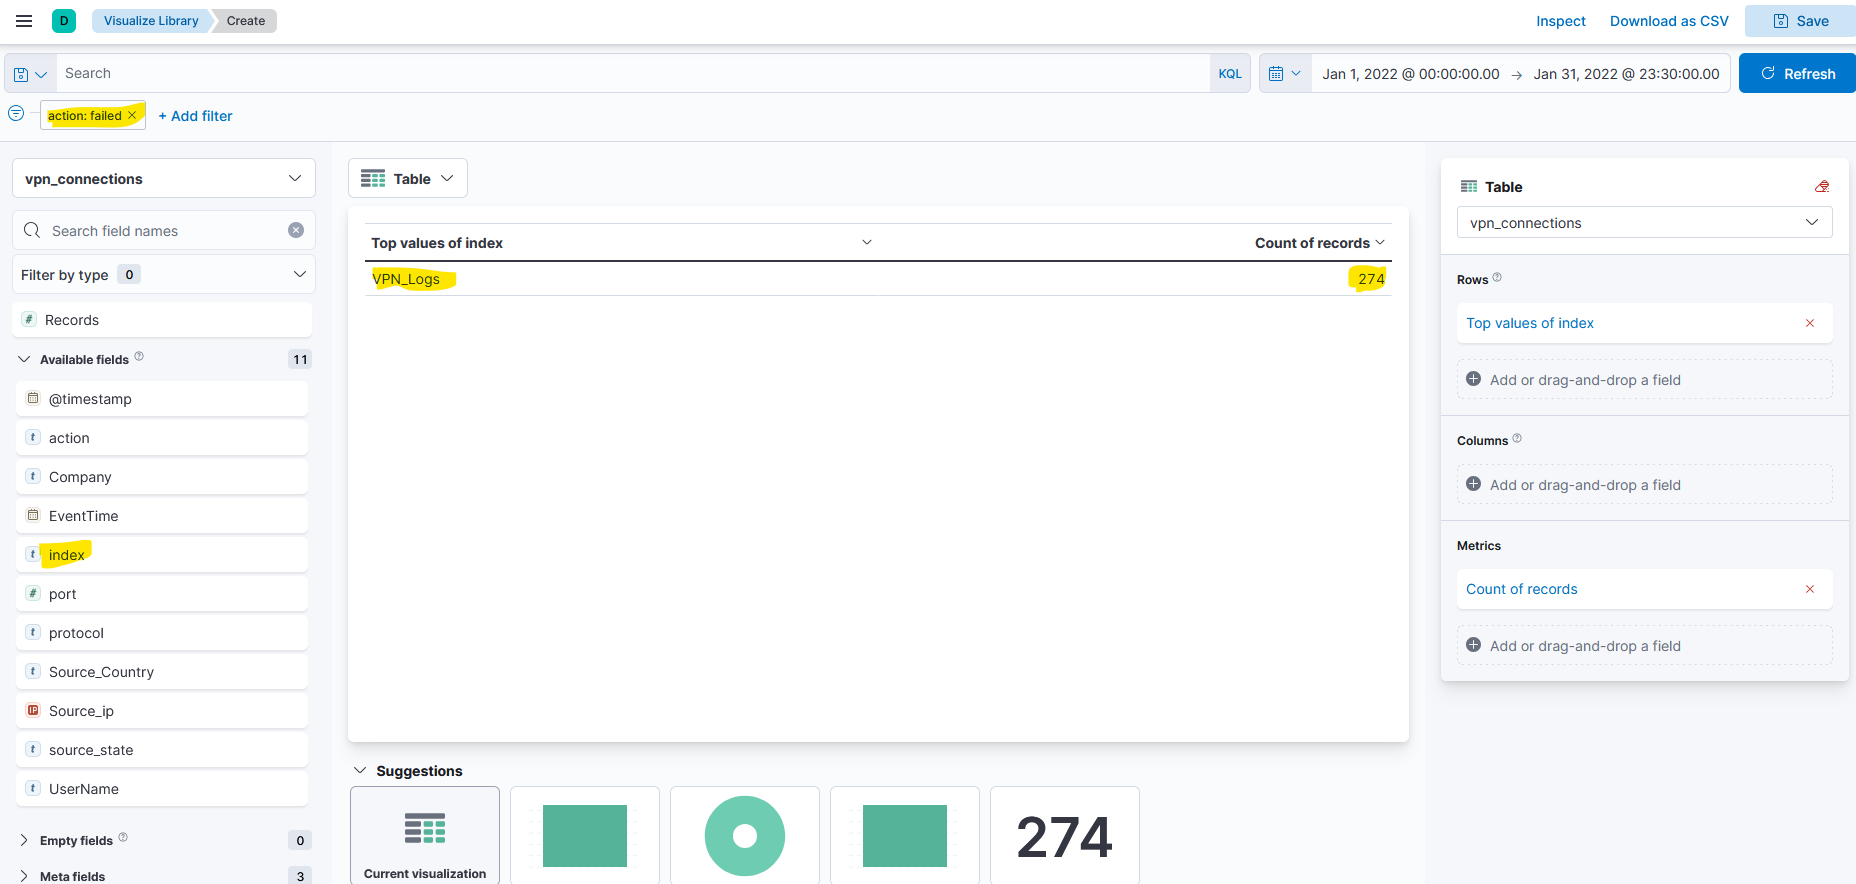 D Visualize Library Create Inspect Download as CSV Save
Search KQL Jan 1, 2022 @ 00:00:00.00 → Jan 31, 2022 @ 23:30:00.00 Refresh
action: failed × + Add filter
vpn_connections
Search field names
Filter by type 0
# Records
Available fields 11
@timestamp
t action
t Company
EventTime
t index
# port
t protocol
t Source_Country
IP Source_ip
t source_state
t UserName
Empty fields 0
Meta fields 3
Table
Top values of index Count of records
VPN_Logs 274
Suggestions
Current visualization
274
Table
vpn_connections
Rows
Top values of index
Add or drag-and-drop a field
Columns
Add or drag-and-drop a field
Metrics
Count of records
Add or drag-and-drop a field